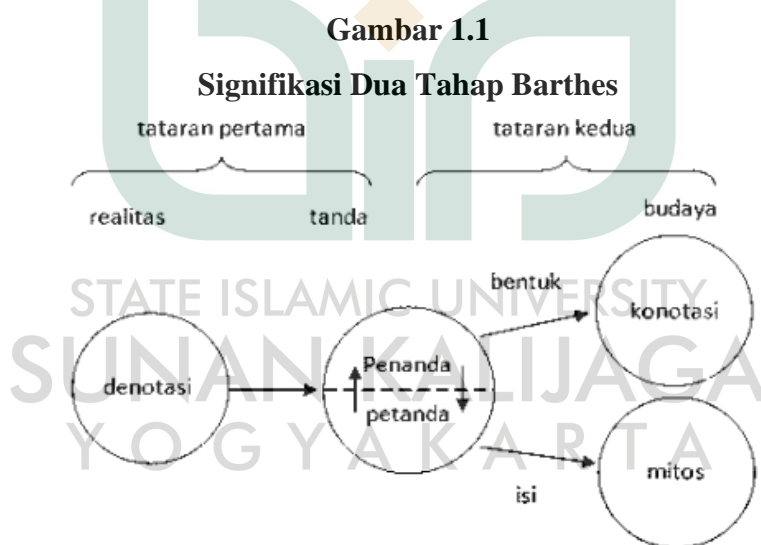 Gambar 1.1
Signifikasi Dua Tahap Barthes
tataran pertama
tataran kedua
realitas
tanda
budaya
bentuk
konotasi
STATE ISLAMIC UNIVERSITY
SUNAN KALIJAGA
YOGYAKARTA
denotasi
Penanda
petanda
isi
mitos